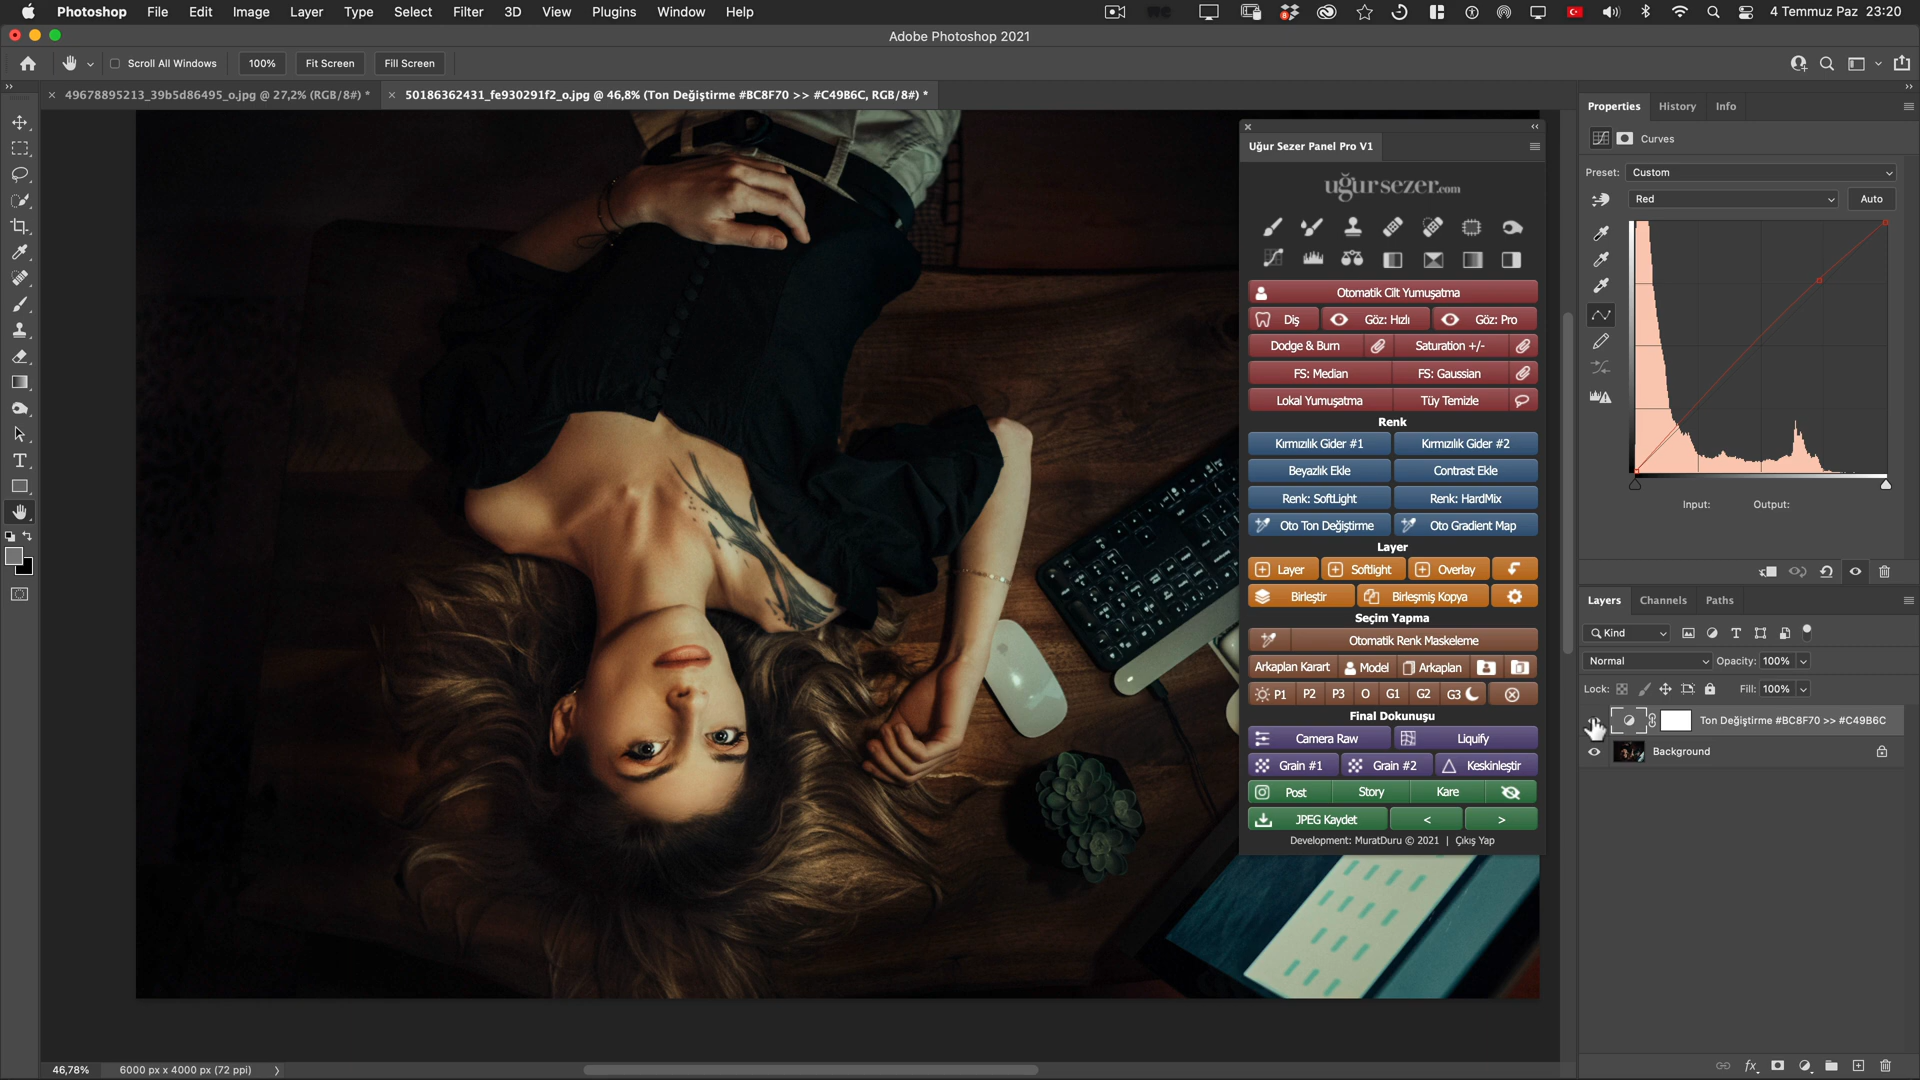 Photoshop File Edit Image Layer Type Select Filter 3D View Plugins Window Help
4 Temmuz Paz 23:20
Adobe Photoshop 2021
Scroll All Windows 100% Fit Screen Fill Screen
49678895213_39b5d86495_o.jpg @ 27,2% (RGB/8#) *
50186362431_fe930291f2_o.jpg @ 46,8% (Ton Değiştirme #BC8F70 >> #C49B6C, RGB/8#) *
Uğur Sezer Panel Pro V1
uğursezer.com
Otomatik Cilt Yumuşatma
Diş Göz: Hızlı Göz: Pro
Dodge & Burn Saturation +/-
FS: Median FS: Gaussian
Lokal Yumuşatma Tüy Temizle
Renk
Kırmızılık Gider #1 Kırmızılık Gider #2
Beyazlık Ekle Contrast Ekle
Renk: SoftLight Renk: HardMix
Oto Ton Değiştirme Oto Gradient Map
Layer
Layer Softlight Overlay
Birleştir Birleşmiş Kopya
Seçim Yapma
Otomatik Renk Maskeleme
Arkaplan Karart Model Arkaplan
P1 P2 P3 O G1 G2 G3
Final Dokunuşu
Camera Raw Liquify
Grain #1 Grain #2 Keskinleştir
Post Story Kare
JPEG Kaydet < >
Development: MuratDuru © 2021 | Çıkış Yap
Properties History Info
Curves
Preset: Custom
Red Auto
Input: Output:
Layers Channels Paths
Kind
Normal Opacity: 100%
Lock: Fill: 100%
Ton Değiştirme #BC8F70 >> #C49B6C
Background
fx
46,78% 6000 px x 4000 px (72 ppi)